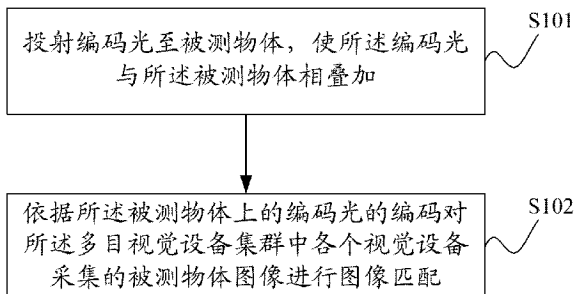 S101
投射编码光至被测物体，使所述编码光
与所述被测物体相叠加
S102
依据所述被测物体上的编码光的编码对
所述多目视觉设备集群中各个视觉设备
采集的被测物体图像进行图像匹配